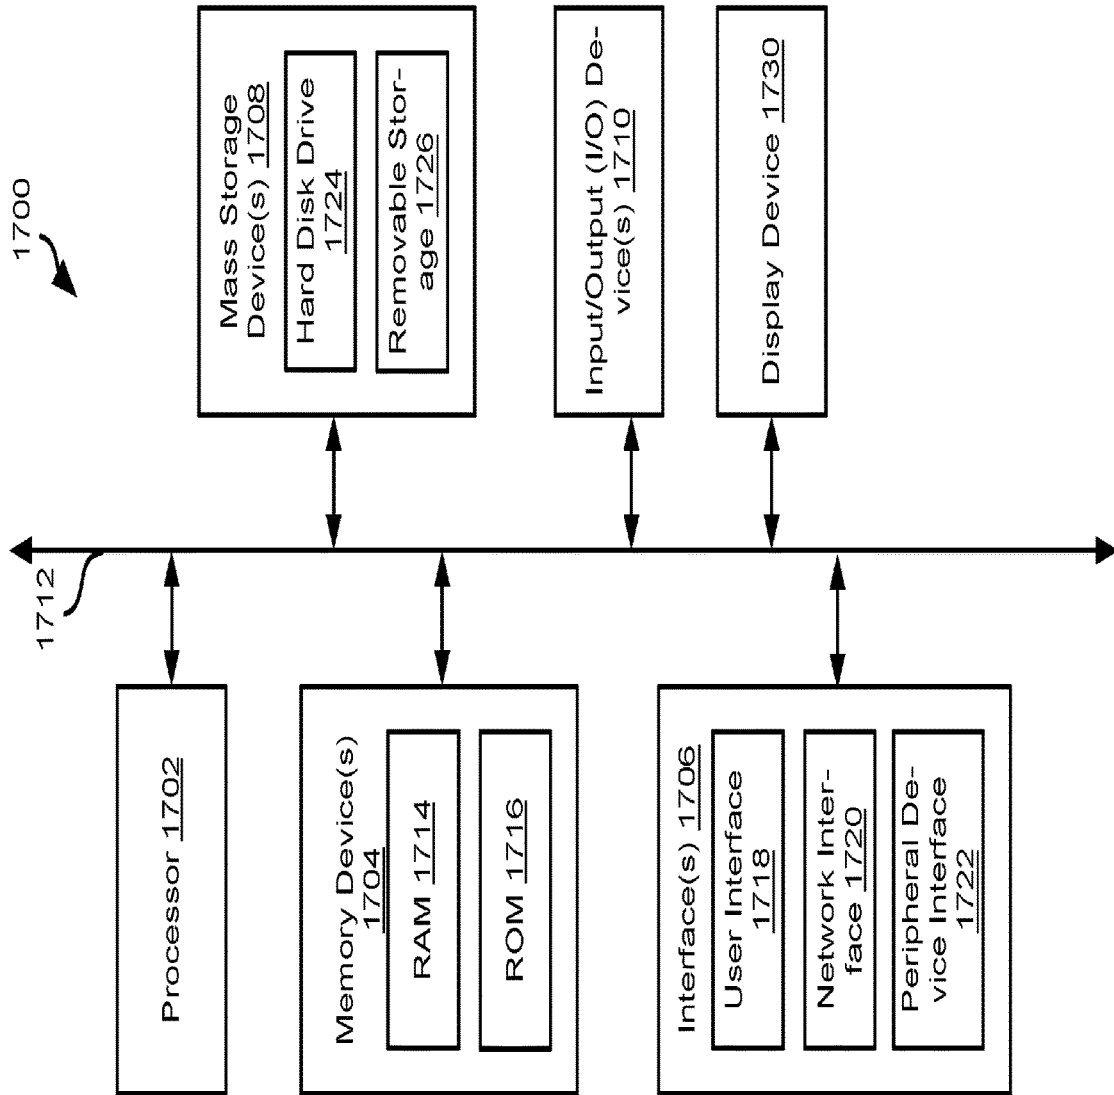 1700
1712
Processor 1702
Memory Device(s)
1704
RAM 1714
ROM 1716
Interface(s) 1706
User Interface
1718
Network Inter-
face 1720
Peripheral De-
vice Interface
1722
Mass Storage
Device(s) 1708
Hard Disk Drive
1724
Removable Stor-
age 1726
Input/Output (I/O) De-
vice(s) 1710
Display Device 1730